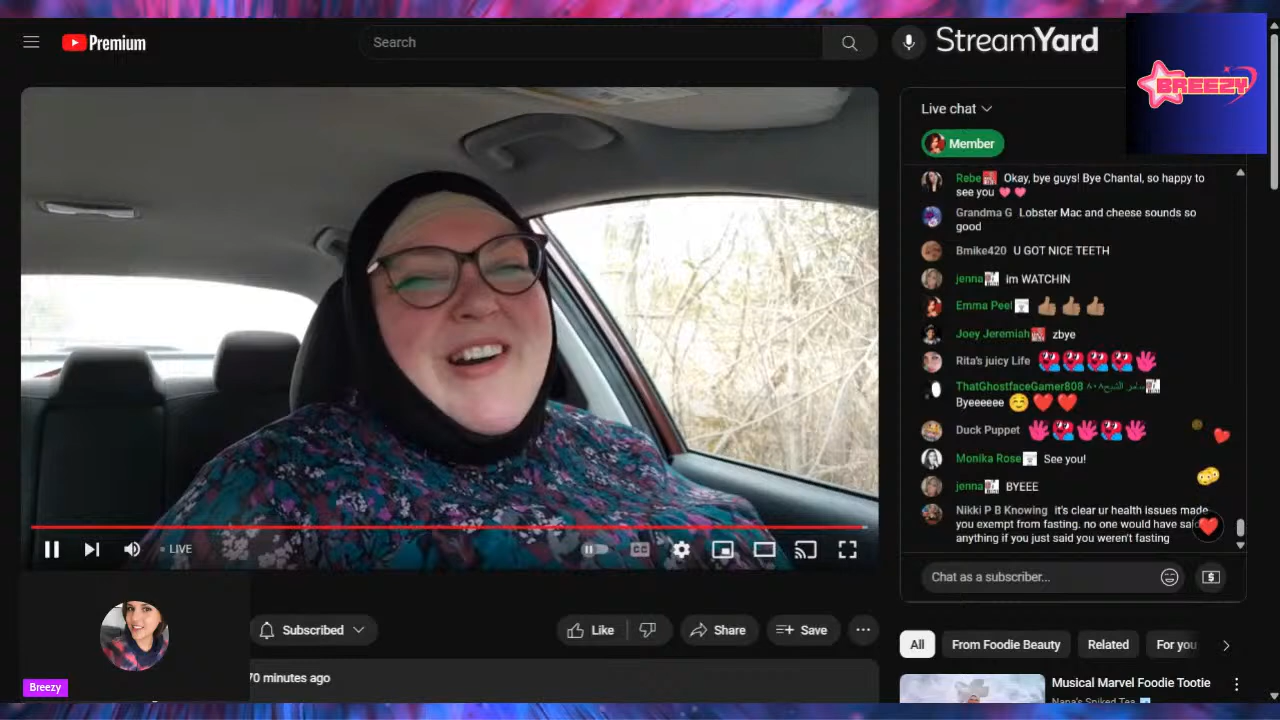 Premium
Search
StreamYard
BREEZY
Live chat
Member
Rebe Okay, bye guys! Bye Chantal, so happy to
see you
Grandma G Lobster Mac and cheese sounds so
good
Bmike420 U GOT NICE TEETH
jenna im WATCHIN
Emma Peel
Joey Jeremiah zbye
Rita's juicy Life
ThatGhostfaceGamer808
Byeeeeee
Duck Puppet
Monika Rose See you!
jenna BYEEE
Nikki P B Knowing it's clear ur health issues made
you exempt from fasting. no one would have said
anything if you just said you weren't fasting
LIVE
CC
Chat as a subscriber...
Subscribed
Like
Share
Save
All
From Foodie Beauty
Related
For you
70 minutes ago
Breezy
Musical Marvel Foodie Tootie
Nana's Spiked Tea